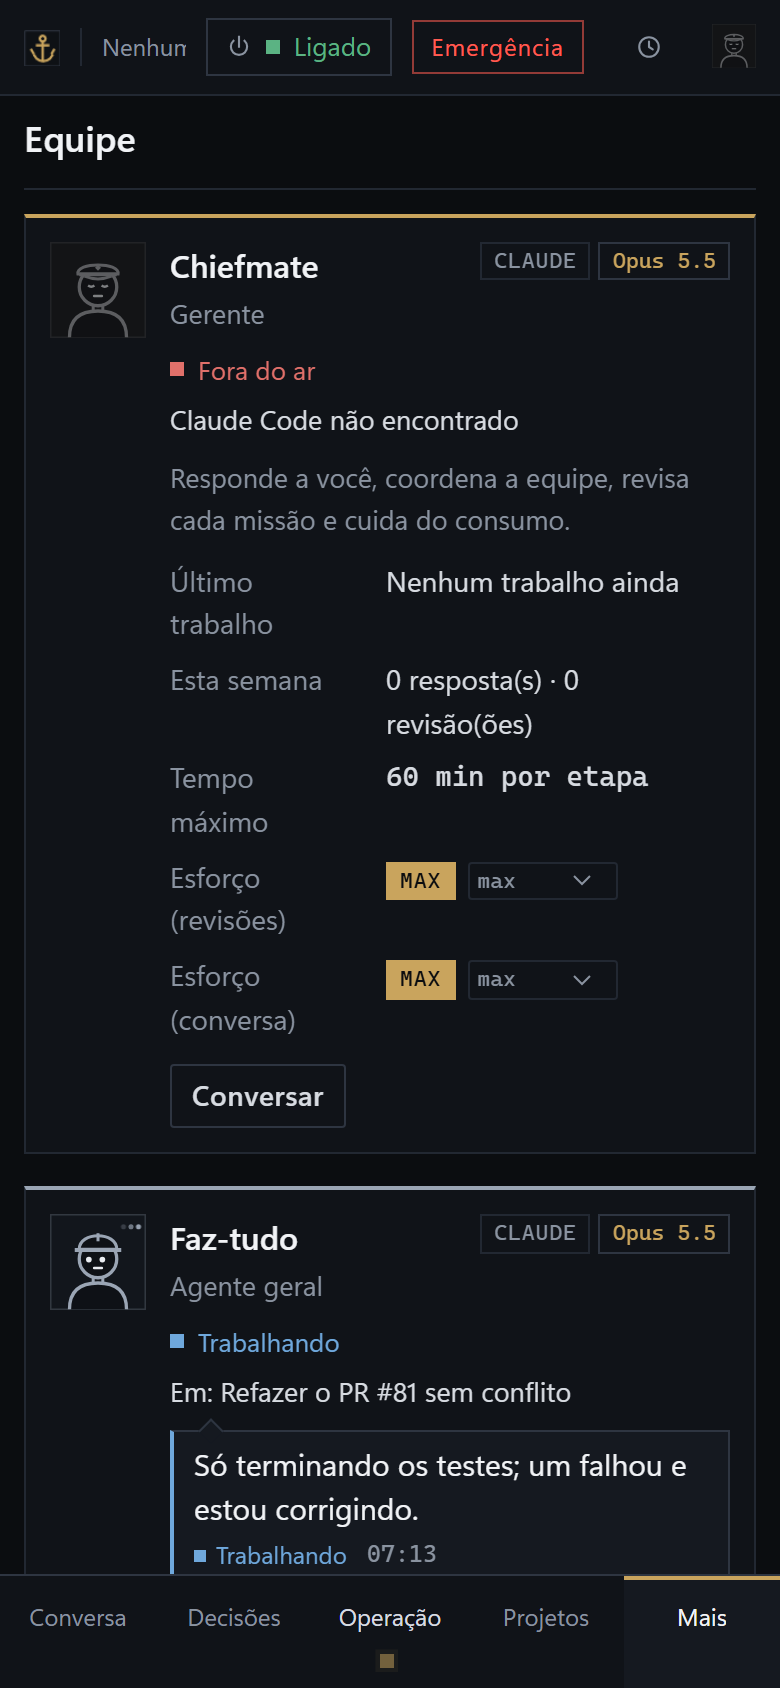 Nenhum
Ligado
Emergência
Equipe
Chiefmate
CLAUDE
Opus 5.5
Gerente
Fora do ar
Claude Code não encontrado
Responde a você, coordena a equipe, revisa
cada missão e cuida do consumo.
Último
trabalho
Nenhum trabalho ainda
Esta semana
0 resposta(s) · 0
revisão(ões)
Tempo
máximo
60 min por etapa
Esforço
(revisões)
MAX
max
Esforço
(conversa)
MAX
max
Conversar
Faz-tudo
CLAUDE
Opus 5.5
Agente geral
Trabalhando
Em: Refazer o PR #81 sem conflito
Só terminando os testes; um falhou e
estou corrigindo.
Trabalhando 07:13
Conversa
Decisões
Operação
Projetos
Mais